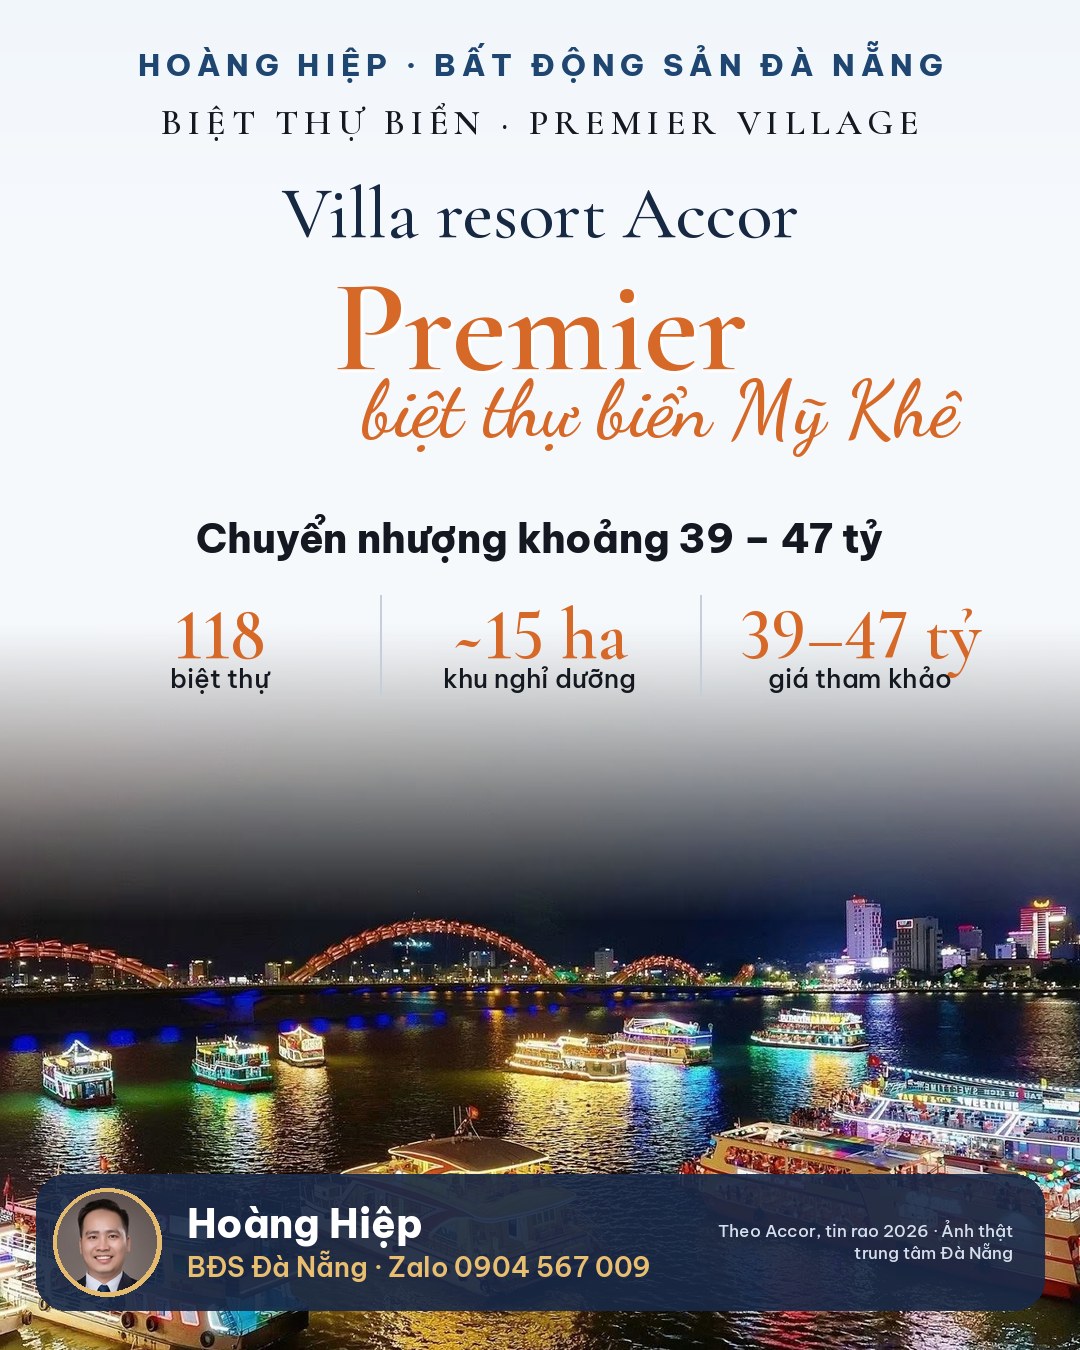 HOÀNG HIỆP · BẤT ĐỘNG SẢN ĐÀ NẴNG
BIỆT THỰ BIỂN · PREMIER VILLAGE
Villa resort Accor
Premier
biệt thự biển Mỹ Khê
Chuyển nhượng khoảng 39 – 47 tỷ
118
biệt thự
~15 ha
khu nghỉ dưỡng
39–47 tỷ
giá tham khảo
Hoàng Hiệp
BĐS Đà Nẵng · Zalo 0904 567 009
Theo Accor, tin rao 2026 · Ảnh thật
trung tâm Đà Nẵng